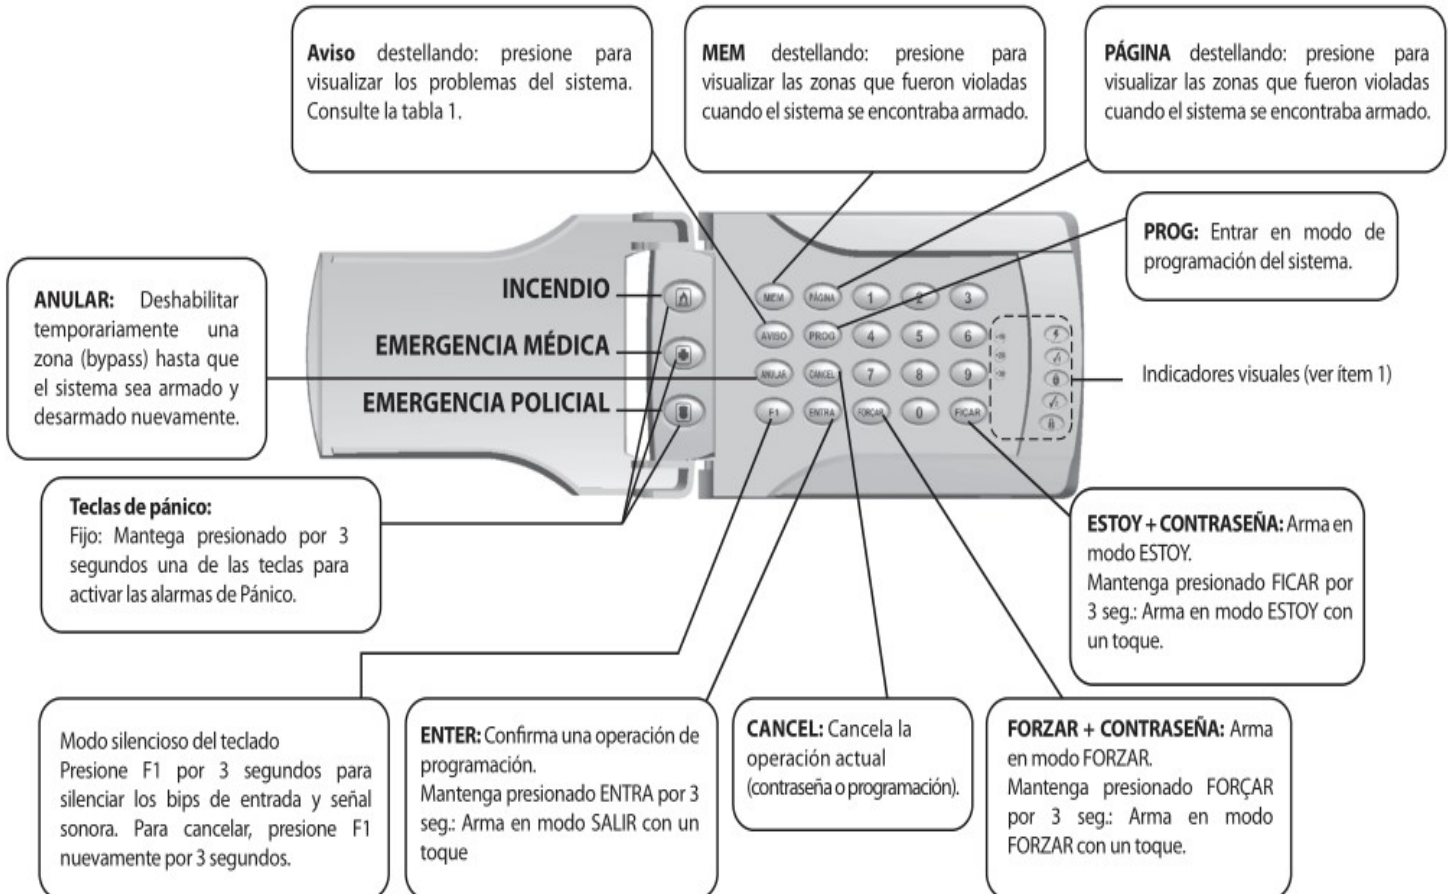 Aviso destellando: presione para
visualizar los problemas del sistema.
Consulte la tabla 1.
MEM destellando: presione para
visualizar las zonas que fueron violadas
cuando el sistema se encontraba armado.
PÁGINA destellando: presione para
visualizar las zonas que fueron violadas
cuando el sistema se encontraba armado.
PROG: Entrar en modo de
programación del sistema.
ANULAR: Deshabilitar
temporariamente una
zona (bypass) hasta que
el sistema sea armado y
desarmado nuevamente.
INCENDIO
EMERGENCIA MÉDICA
EMERGENCIA POLICIAL
MEM PÁGINA 1 2 3
AVISO PROG 4 5 6
ANULAR CANCEL 7 8 9
F1 ENTRA FORÇAR 0 FICAR
Indicadores visuales (ver ítem 1)
Teclas de pánico:
Fijo: Mantega presionado por 3
segundos una de las teclas para
activar las alarmas de Pánico.
ESTOY + CONTRASEÑA: Arma en
modo ESTOY.
Mantenga presionado FICAR por
3 seg.: Arma en modo ESTOY con
un toque.
Modo silencioso del teclado
Presione F1 por 3 segundos para
silenciar los bips de entrada y señal
sonora. Para cancelar, presione F1
nuevamente por 3 segundos.
ENTER: Confirma una operación de
programación.
Mantenga presionado ENTRA por 3
seg.: Arma en modo SALIR con un
toque
CANCEL: Cancela la
operación actual
(contraseña o programación).
FORZAR + CONTRASEÑA: Arma
en modo FORZAR.
Mantenga presionado FORÇAR
por 3 seg.: Arma en modo
FORZAR con un toque.